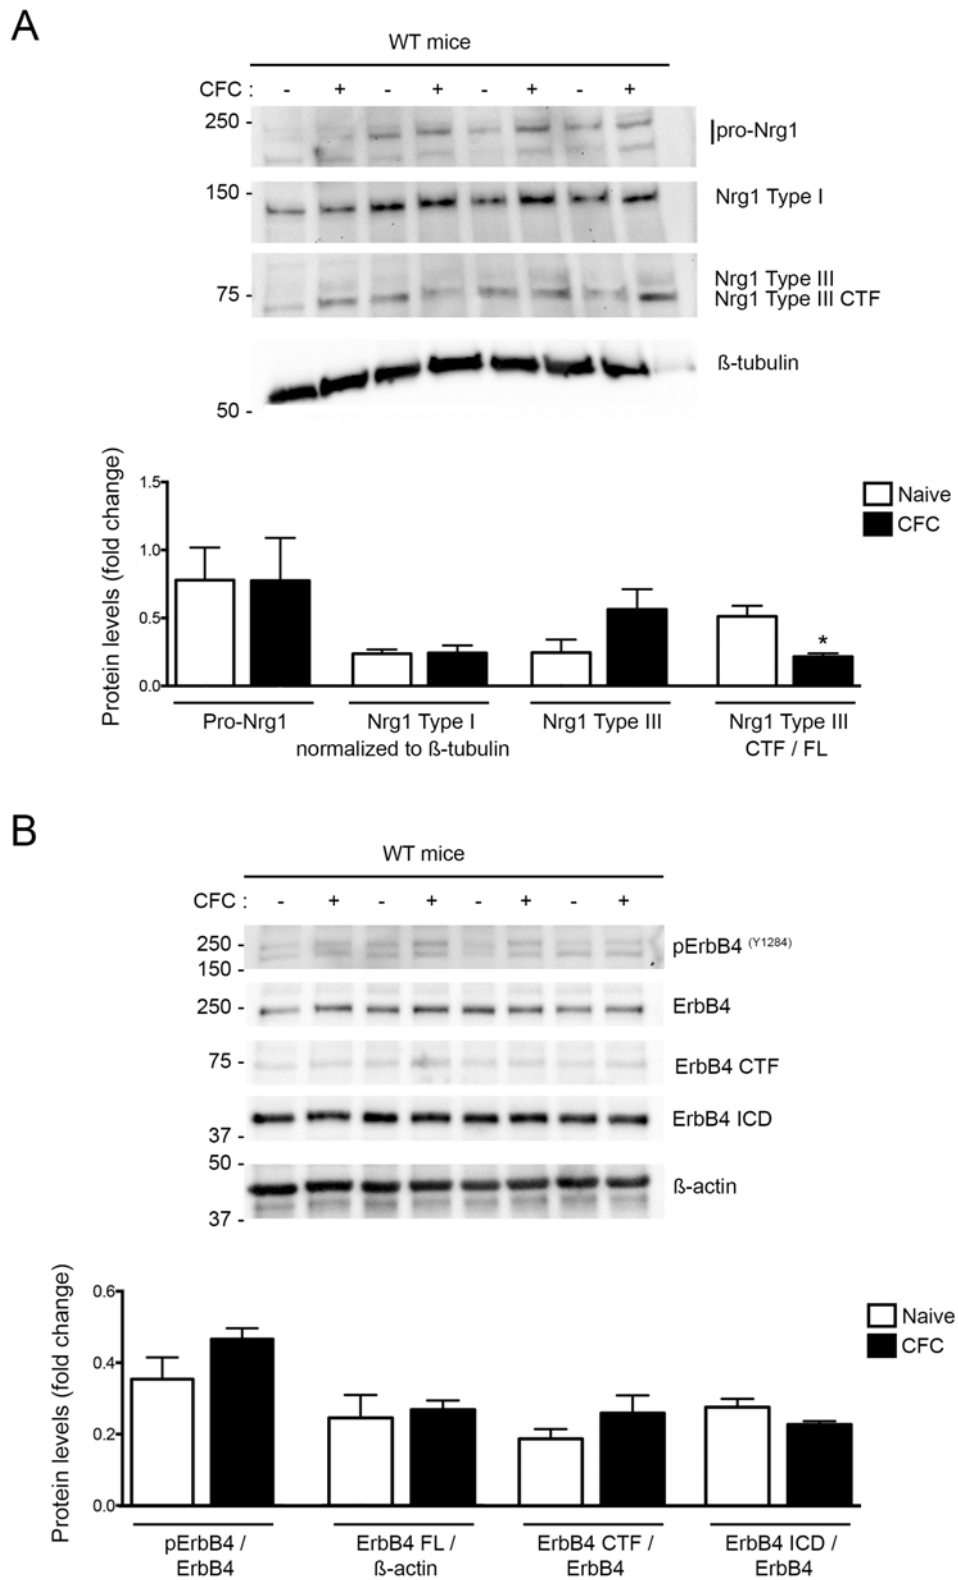 A
WT mice
CFC : - + - + - + - +
250 -
pro-Nrg1
150 -
Nrg1 Type I
Nrg1 Type III
75 -
Nrg1 Type III CTF
ß-tubulin
50 -
Protein levels (fold change)
1.5
1.0
0.5
0.0
*
Naive
CFC
Pro-Nrg1
Nrg1 Type I
Nrg1 Type III
Nrg1 Type III
normalized to ß-tubulin
CTF / FL
B
WT mice
CFC : - + - + - + - +
250 -
pErbB4 (Y1284)
150 -
250 -
ErbB4
75 -
ErbB4 CTF
ErbB4 ICD
37 -
50 -
ß-actin
37 -
Protein levels (fold change)
0.6
0.4
0.2
0.0
Naive
CFC
pErbB4 /
ErbB4
ErbB4 FL /
ß-actin
ErbB4 CTF /
ErbB4
ErbB4 ICD /
ErbB4